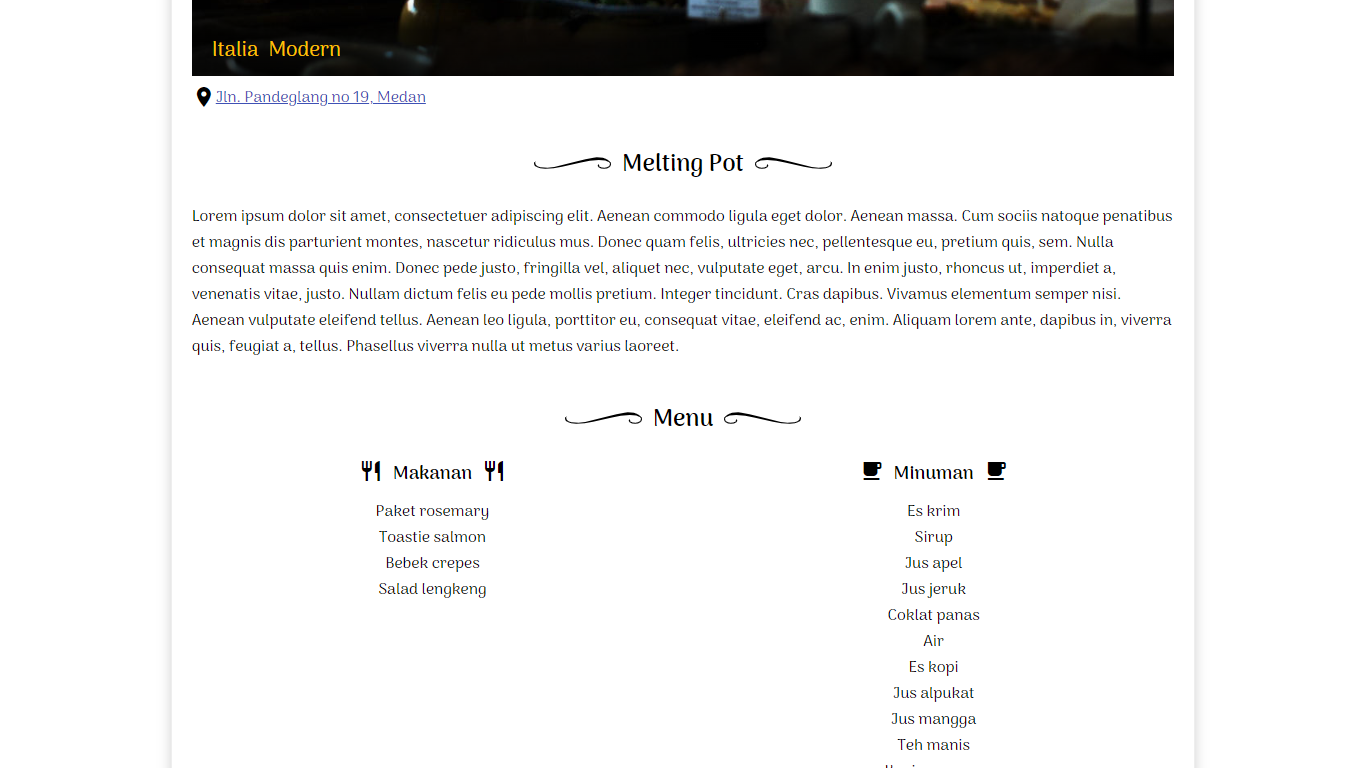 Italia Modern
Jln. Pandeglang no 19, Medan
Melting Pot
Lorem ipsum dolor sit amet, consectetuer adipiscing elit. Aenean commodo ligula eget dolor. Aenean massa. Cum sociis natoque penatibus
et magnis dis parturient montes, nascetur ridiculus mus. Donec quam felis, ultricies nec, pellentesque eu, pretium quis, sem. Nulla
consequat massa quis enim. Donec pede justo, fringilla vel, aliquet nec, vulputate eget, arcu. In enim justo, rhoncus ut, imperdiet a,
venenatis vitae, justo. Nullam dictum felis eu pede mollis pretium. Integer tincidunt. Cras dapibus. Vivamus elementum semper nisi.
Aenean vulputate eleifend tellus. Aenean leo ligula, porttitor eu, consequat vitae, eleifend ac, enim. Aliquam lorem ante, dapibus in, viverra
quis, feugiat a, tellus. Phasellus viverra nulla ut metus varius laoreet.
Menu
Makanan
Paket rosemary
Toastie salmon
Bebek crepes
Salad lengkeng
Minuman
Es krim
Sirup
Jus apel
Jus jeruk
Coklat panas
Air
Es kopi
Jus alpukat
Jus mangga
Teh manis